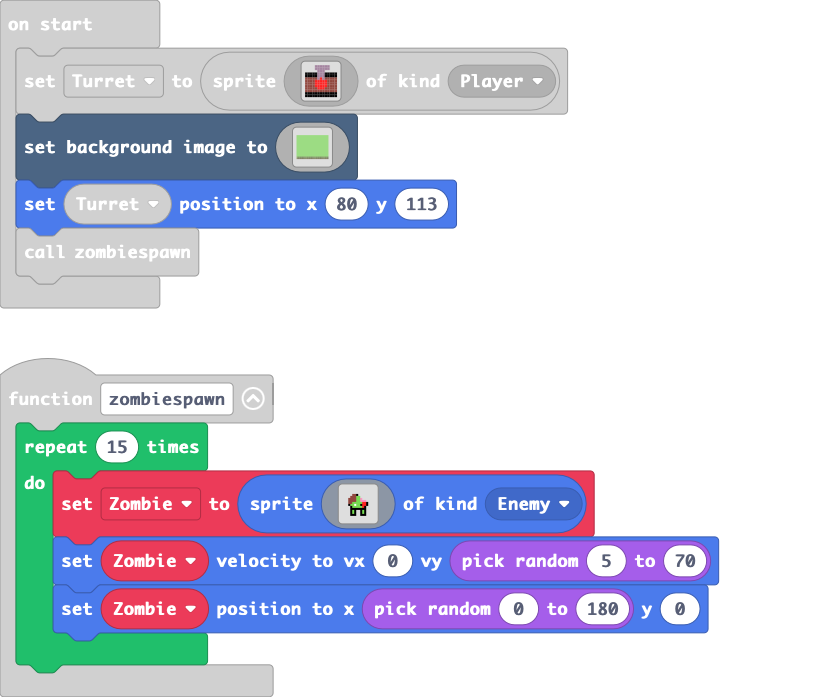 on start
set Turret to sprite of kind Player
set background image to
set Turret position to x 80 y 113
call zombiespawn
function zombiespawn
repeat 15 times
do
set Zombie to sprite of kind Enemy
set Zombie velocity to vx 0 vy pick random 5 to 70
set Zombie position to x pick random 0 to 180 y 0